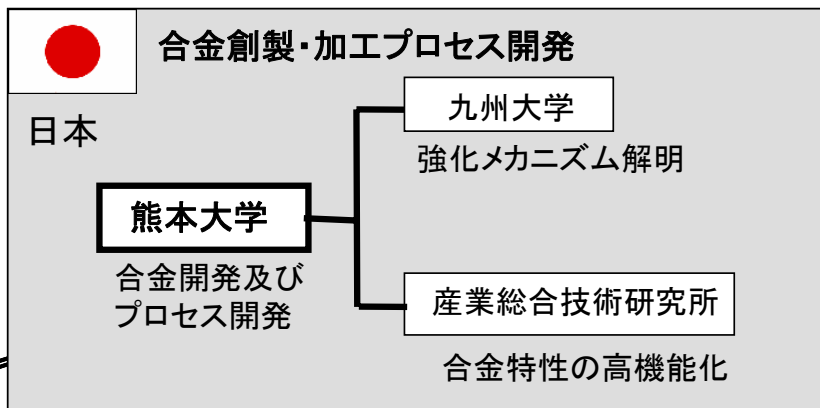 合金創製・加工プロセス開発
日本
九州大学
強化メカニズム解明
熊本大学
合金開発及び
プロセス開発
産業総合技術研究所
合金特性の高機能化